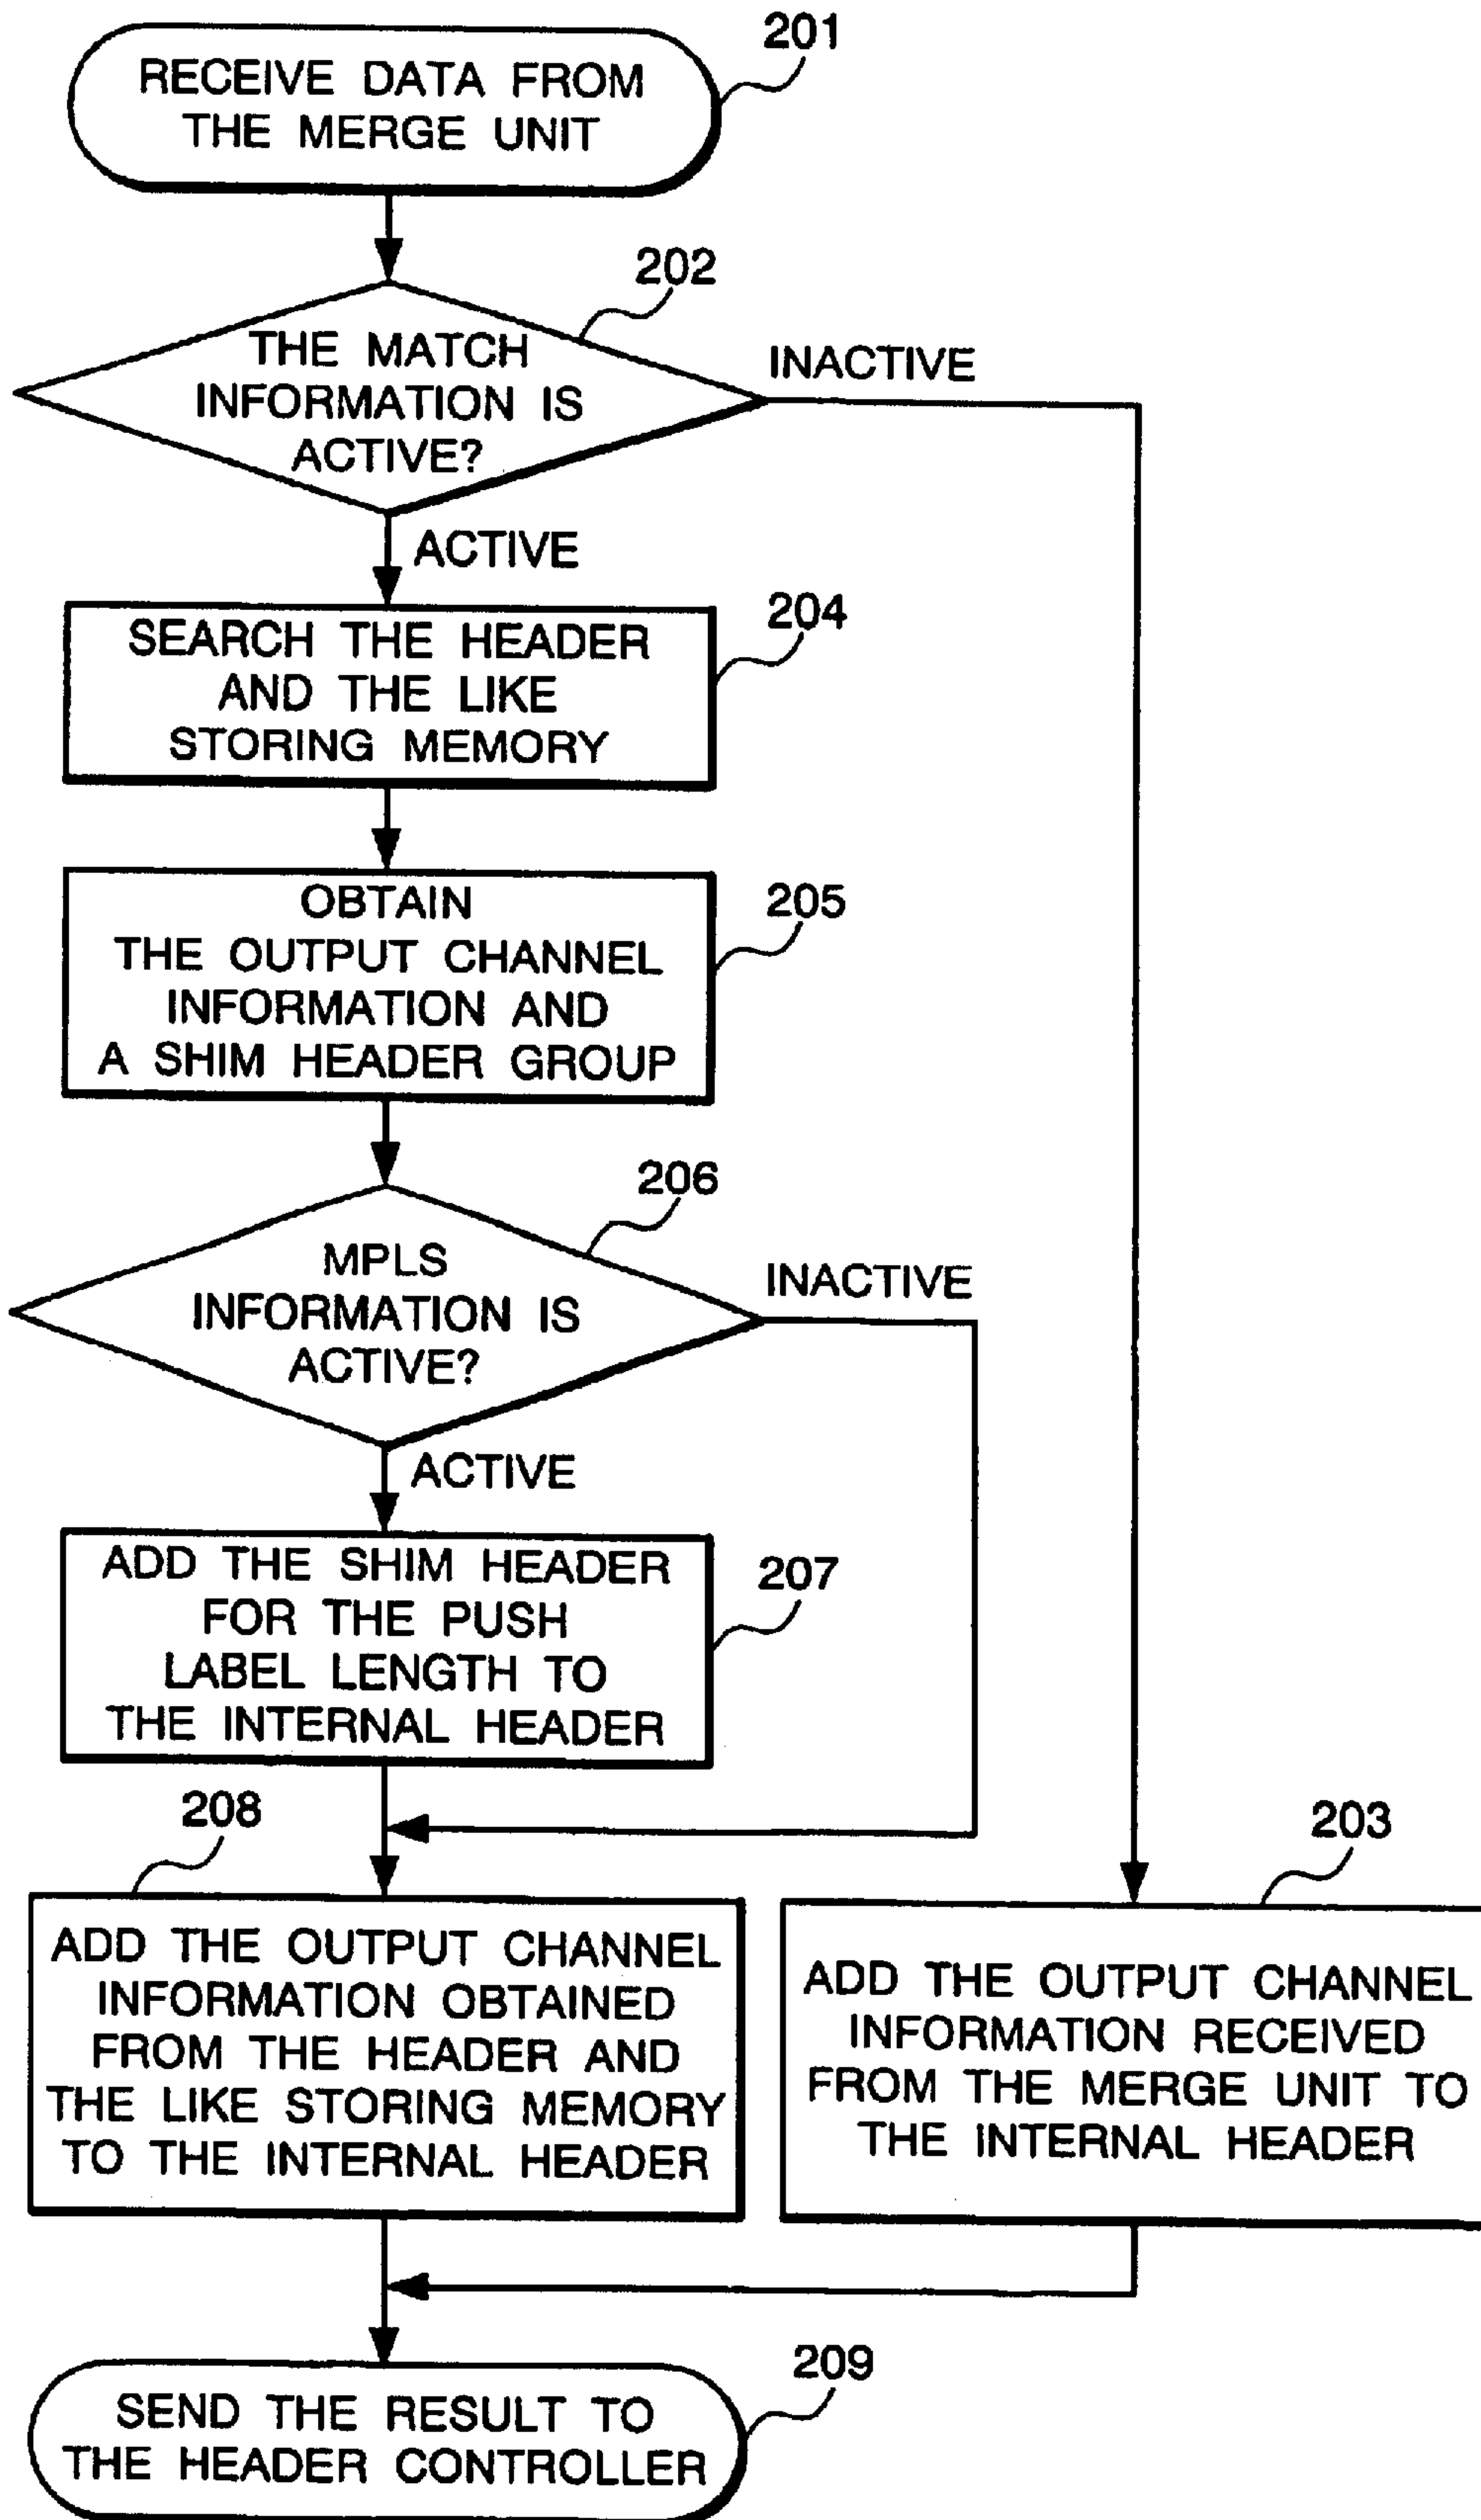 201
RECEIVE DATA FROM
THE MERGE UNIT
202
THE MATCH
INFORMATION IS
ACTIVE?
INACTIVE
ACTIVE
204
SEARCH THE HEADER
AND THE LIKE
STORING MEMORY
205
OBTAIN
THE OUTPUT CHANNEL
INFORMATION AND
A SHIM HEADER GROUP
206
MPLS
INFORMATION IS
ACTIVE?
INACTIVE
ACTIVE
207
ADD THE SHIM HEADER
FOR THE PUSH
LABEL LENGTH TO
THE INTERNAL HEADER
208
ADD THE OUTPUT CHANNEL
INFORMATION OBTAINED
FROM THE HEADER AND
THE LIKE STORING MEMORY
TO THE INTERNAL HEADER
203
ADD THE OUTPUT CHANNEL
INFORMATION RECEIVED
FROM THE MERGE UNIT TO
THE INTERNAL HEADER
209
SEND THE RESULT TO
THE HEADER CONTROLLER